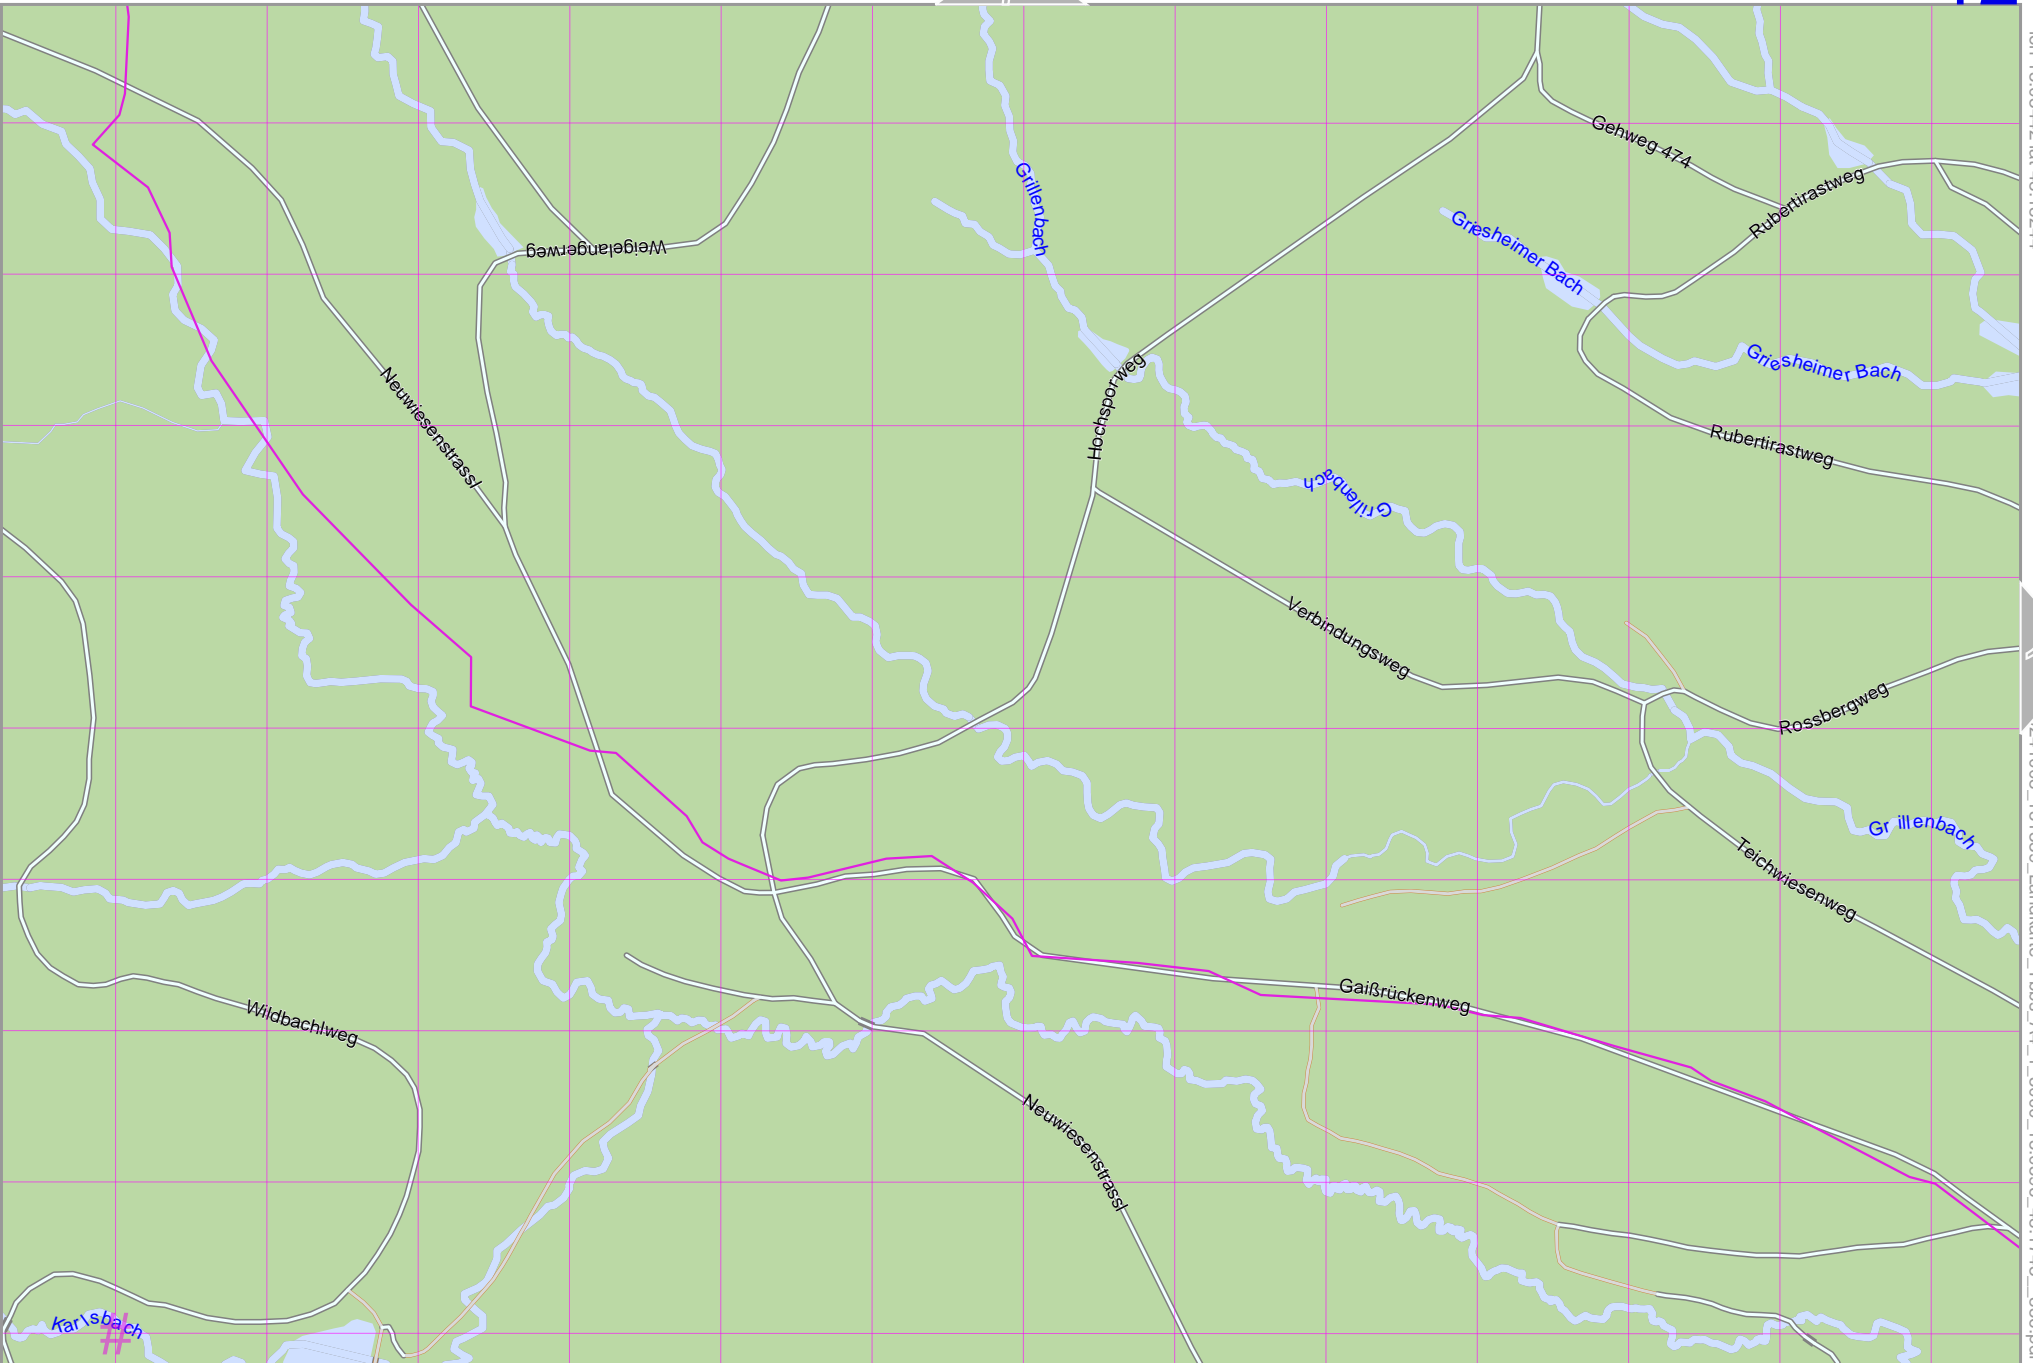 Gehweg 474
Grillenbach
Rubertirastweg
Griesheimer Bach
Weigelangerweg
Griesheimer Bach
Hochsporweg
Neuwiesenstrassl
Rubertirastweg
Grillenbach
Verbindungsweg
Rossbergweg
Grillenbach
Teichwiesenweg
Gaißrückenweg
Wildbachlweg
Neuwiesenstrassl
Karlsbach
#